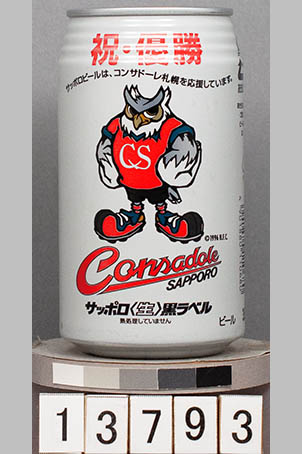 祝・優勝
サッポロビールは、コンサドーレ札幌を応援しています。
CS
©1996 H.F.C.
Consadole
SAPPORO
サッポロ〈生〉黒ラベル
熱処理していません
ビール
13793